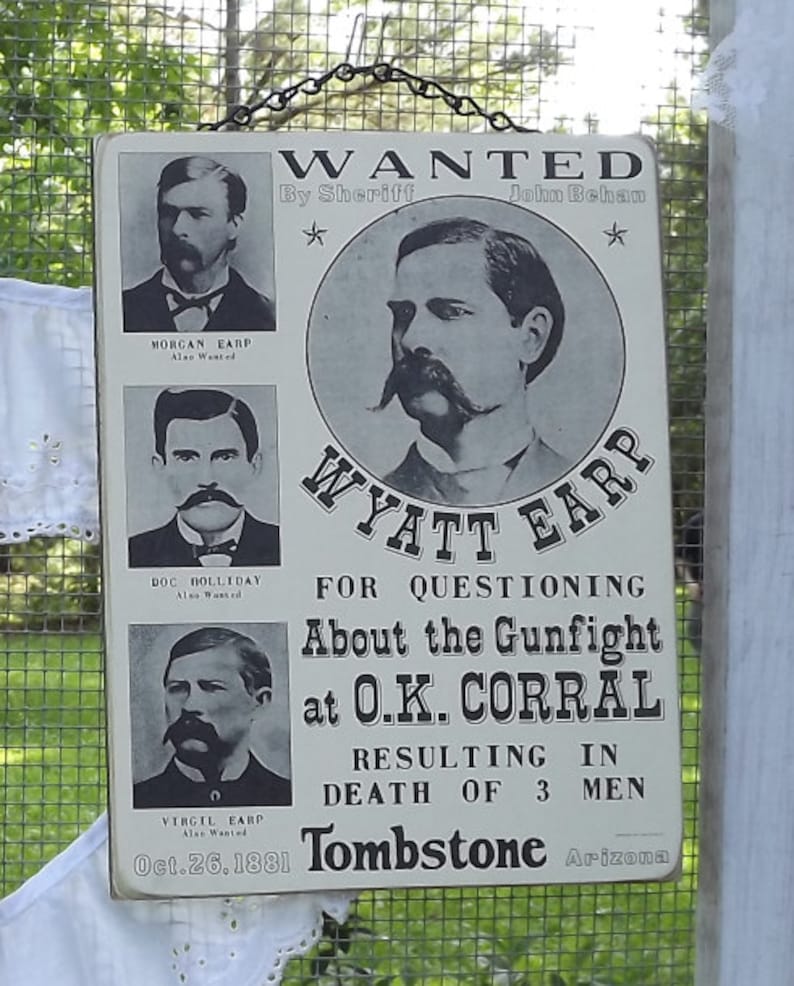 WANTED
By Sheriff John Behan
MORGAN EARP
Also Wanted
WYATT EARP
DOC HOLLIDAY
Also Wanted
FOR QUESTIONING
About the Gunfight
at O.K. CORRAL
RESULTING IN
DEATH OF 3 MEN
VIRGIL EARP
Also Wanted
Oct. 26, 1881 Tombstone Arizona